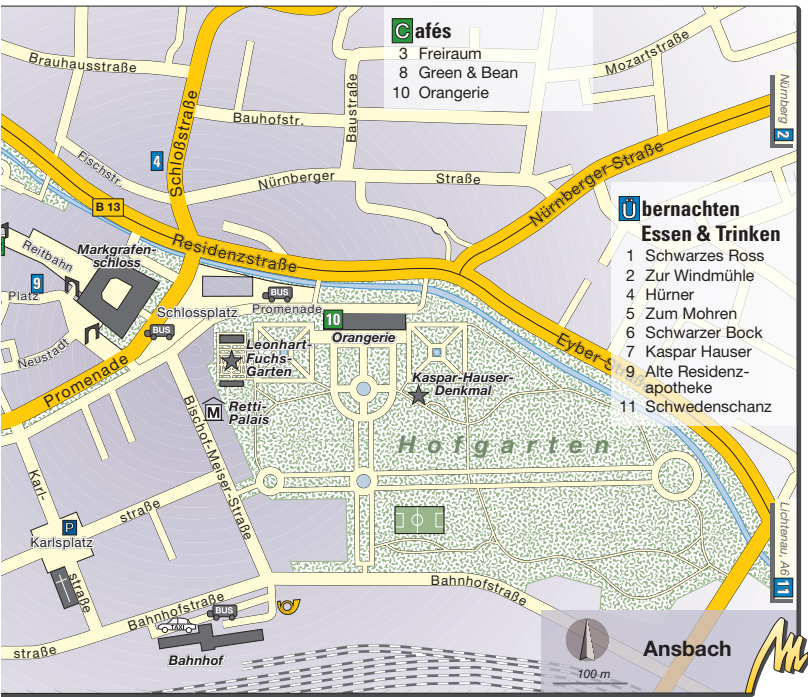 Cafés
3 Freiraum
8 Green & Bean
10 Orangerie
Übernachten
Essen & Trinken
1 Schwarzes Ross
2 Zur Windmühle
4 Hürner
5 Zum Mohren
6 Schwarzer Bock
7 Kaspar Hauser
9 Alte Residenz-
apotheke
11 Schwedenschanz
Brauhausstraße
Schloßstraße
Bauhofstr.
Baustraße
Mozartstraße
Nürnberg
2
Fischstr.
4
Nürnberger Straße
Nürnberger Straße
B 13
Residenzstraße
Reitbahn
Markgrafen-
schloss
9
Platz
Neustadt
BUS
Schlossplatz
BUS
Promenade
10
Orangerie
Promenade
Leonhart-
Fuchs-
Garten
Kaspar-Hauser-
Denkmal
Eyber Str
M
Retti-
Palais
Hofgarten
Bischof-Meiser-Straße
Karl-
straße
P
Karlsplatz
straße
Lichtenau, A6
11
Bahnhofstraße
Bahnhofstraße
BUS
TAXI
straße
Bahnhof
100 m
Ansbach